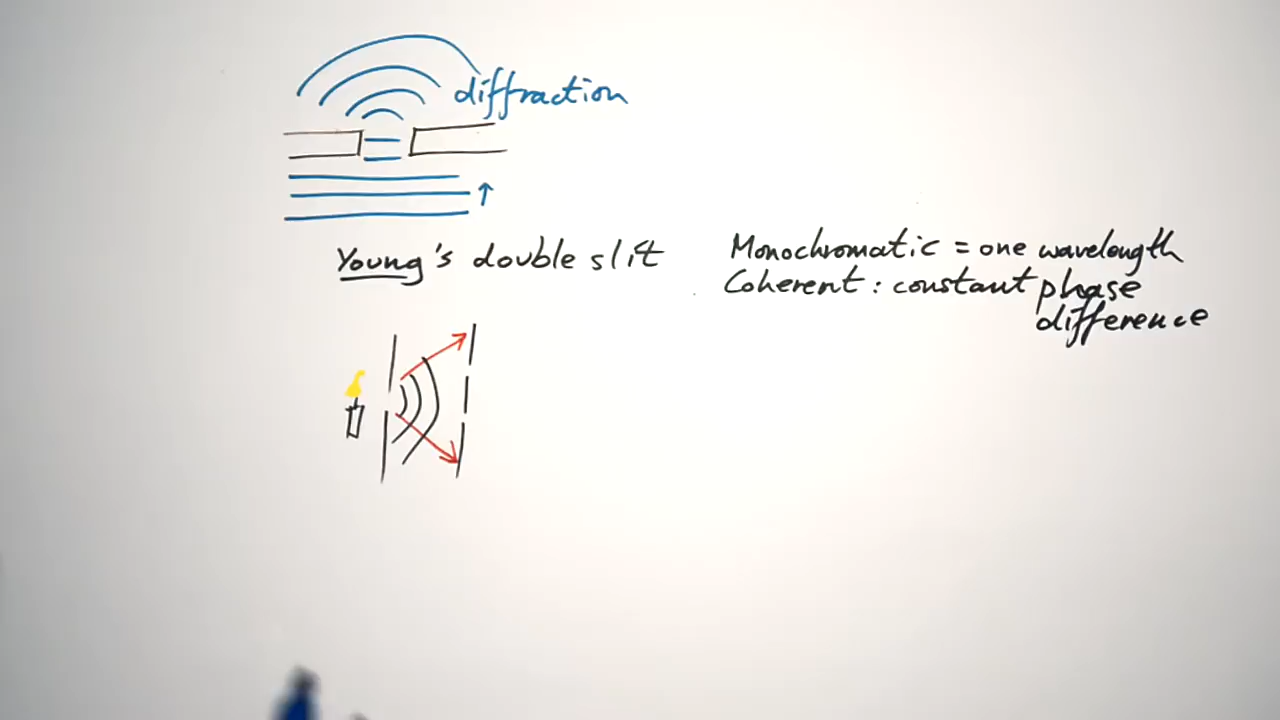 diffraction
Young's double slit
Monochromatic = one wavelength
Coherent : constant phase
difference